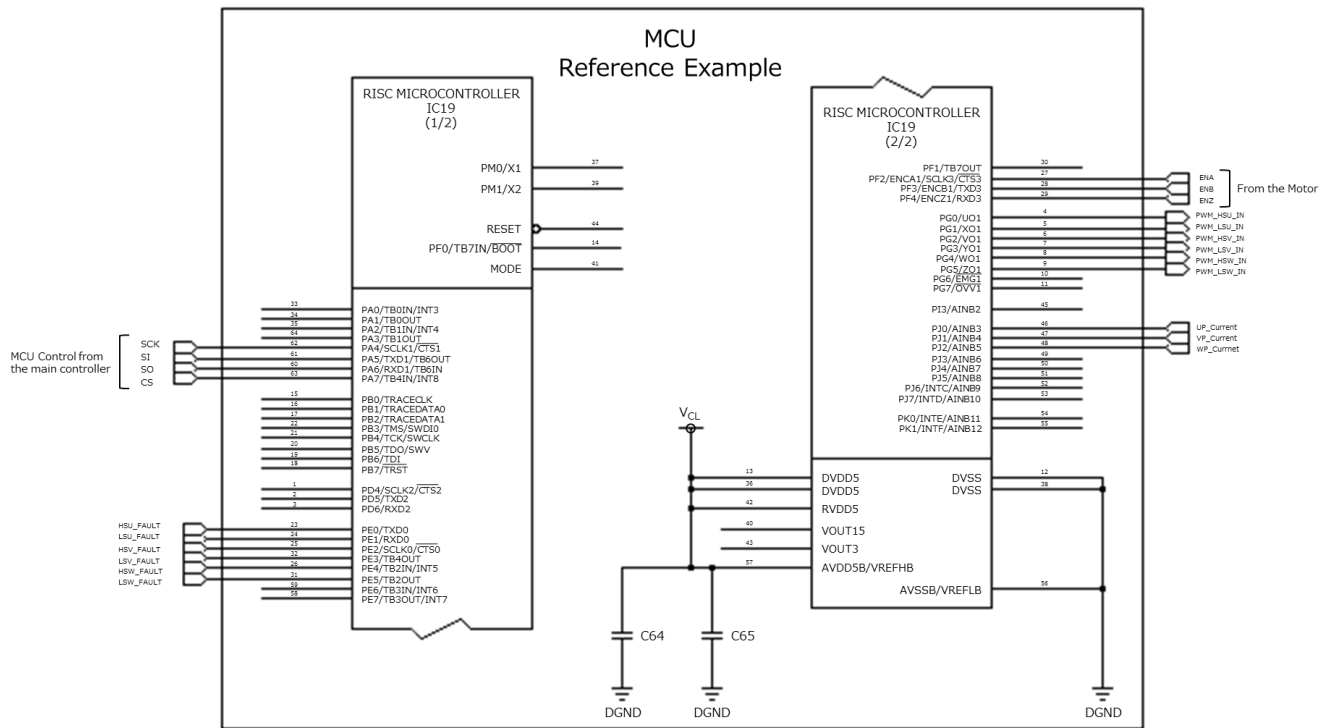 MCU
Reference Example
RISC MICROCONTROLLER
IC19
(1/2)
PM0/X1 37
PM1/X2 39
RESET 44
PF0/TB7IN/BOOT 14
MODE 41
33 PA0/TB0IN/INT3
34 PA1/TB0OUT
35 PA2/TB1IN/INT4
64 PA3/TB1OUT
MCU Control from
the main controller
SCK 62 PA4/SCLK1/CTS1
SI 61 PA5/TXD1/TB6OUT
SO 60 PA6/RXD1/TB6IN
CS 63 PA7/TB4IN/INT8
15 PB0/TRACECLK
16 PB1/TRACEDATA0
17 PB2/TRACEDATA1
22 PB3/TMS/SWDI0
21 PB4/TCK/SWCLK
20 PB5/TDO/SWV
19 PB6/TDI
18 PB7/TRST
1 PD4/SCLK2/CTS2
2 PD5/TXD2
3 PD6/RXD2
HSU_FAULT 23 PE0/TXD0
LSU_FAULT 24 PE1/RXD0
HSV_FAULT 25 PE2/SCLK0/CTS0
LSV_FAULT 32 PE3/TB4OUT
HSW_FAULT 26 PE4/TB2IN/INT5
LSW_FAULT 31 PE5/TB2OUT
59 PE6/TB3IN/INT6
58 PE7/TB3OUT/INT7
RISC MICROCONTROLLER
IC19
(2/2)
PF1/TB7OUT 30
PF2/ENCA1/SCLK3/CTS3 27 ENA
PF3/ENCB1/TXD3 28 ENB
PF4/ENCZ1/RXD3 29 ENZ
From the Motor
PG0/UO1 4 PWM_HSU_IN
PG1/XO1 5 PWM_LSU_IN
PG2/VO1 6 PWM_HSV_IN
PG3/YO1 7 PWM_LSV_IN
PG4/WO1 8 PWM_HSW_IN
PG5/ZO1 9 PWM_LSW_IN
PG6/EMG1 10
PG7/OVV1 11
PI3/AINB2 45
PJ0/AINB3 46 UP_Current
PJ1/AINB4 47 VP_Current
PJ2/AINB5 48 WP_Currnet
PJ3/AINB6 49
PJ4/AINB7 50
PJ5/AINB8 51
PJ6/INTC/AINB9 52
PJ7/INTD/AINB10 53
PK0/INTE/AINB11 54
PK1/INTF/AINB12 55
VCL
13 DVDD5 DVSS 12
36 DVDD5 DVSS 38
42 RVDD5
40 VOUT15
43 VOUT3
57 AVDD5B/VREFHB
AVSSB/VREFLB 56
C64 C65
DGND DGND DGND